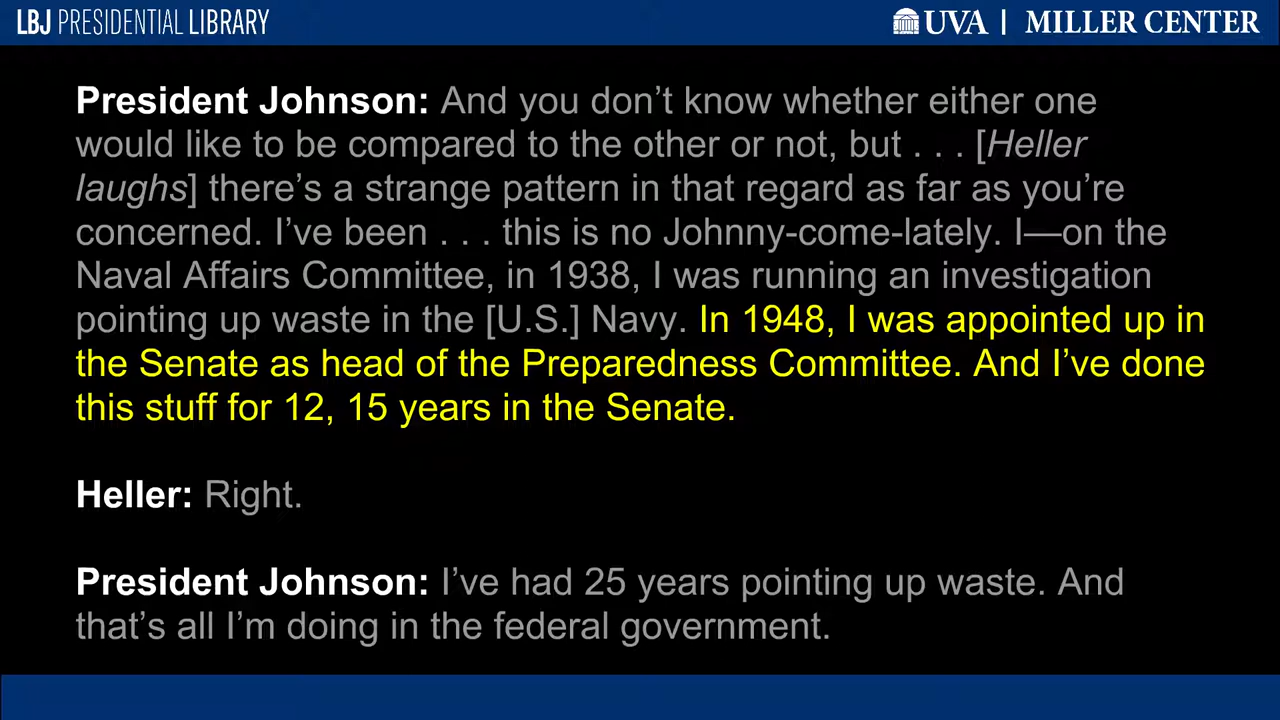 LBJ PRESIDENTIAL LIBRARY
UVA | MILLER CENTER
President Johnson: And you don’t know whether either one
would like to be compared to the other or not, but . . . [Heller
laughs] there’s a strange pattern in that regard as far as you’re
concerned. I’ve been . . . this is no Johnny-come-lately. I—on the
Naval Affairs Committee, in 1938, I was running an investigation
pointing up waste in the [U.S.] Navy. In 1948, I was appointed up in
the Senate as head of the Preparedness Committee. And I’ve done
this stuff for 12, 15 years in the Senate.
Heller: Right.
President Johnson: I’ve had 25 years pointing up waste. And
that’s all I’m doing in the federal government.